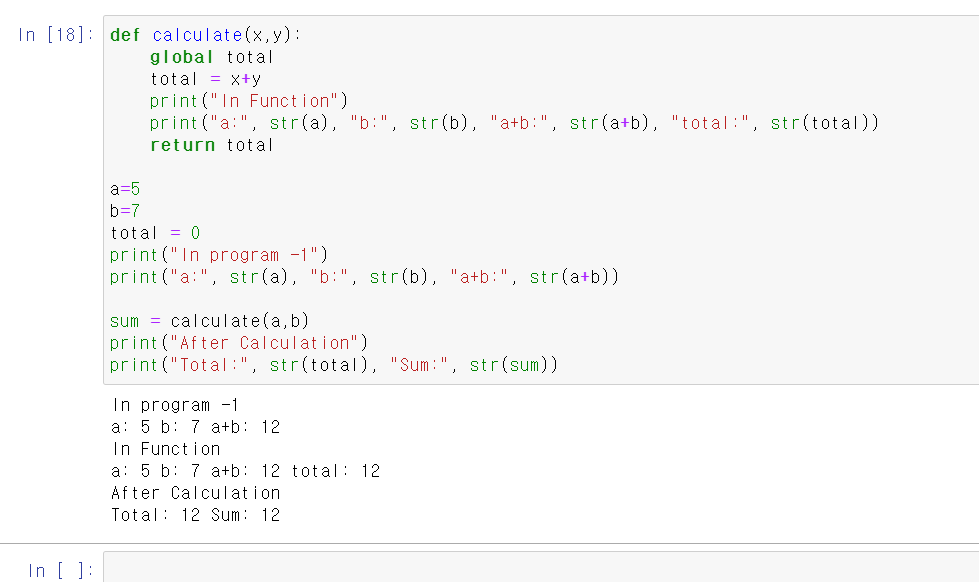 In [18]:
def calculate(x,y):
    global total
    total = x+y
    print("In Function")
    print("a:", str(a), "b:", str(b), "a+b:", str(a+b), "total:", str(total))
    return total

a=5
b=7
total = 0
print("In program -1")
print("a:", str(a), "b:", str(b), "a+b:", str(a+b))

sum = calculate(a,b)
print("After Calculation")
print("Total:", str(total), "Sum:", str(sum))
In program -1
a: 5 b: 7 a+b: 12
In Function
a: 5 b: 7 a+b: 12 total: 12
After Calculation
Total: 12 Sum: 12
In [ ]: